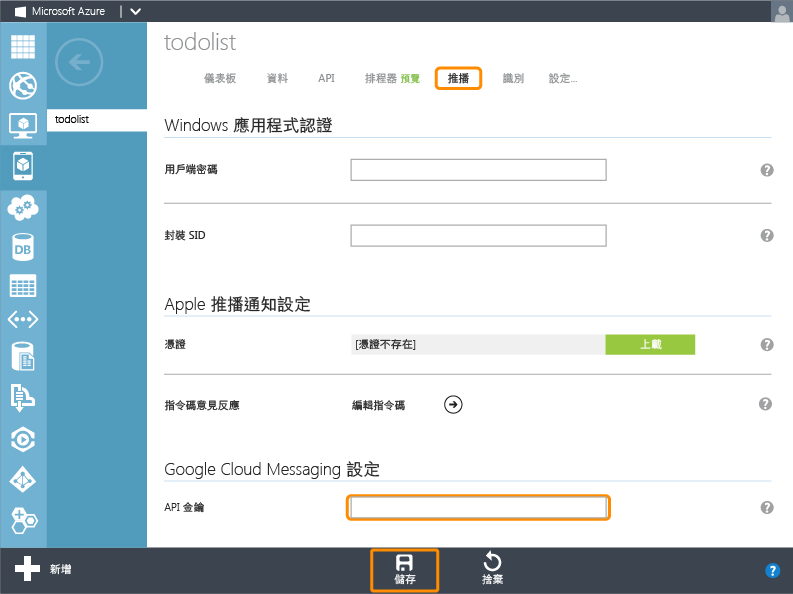 Microsoft Azure
todolist
todolist
儀表板 資料 API 排程器 預覽 推播 識別 設定...
Windows 應用程式認證
用戶端密碼
封裝 SID
Apple 推播通知設定
憑證 [憑證不存在] 上載
指令碼意見反應 編輯指令碼
Google Cloud Messaging 設定
API 金鑰
DB
新增 儲存 捨棄